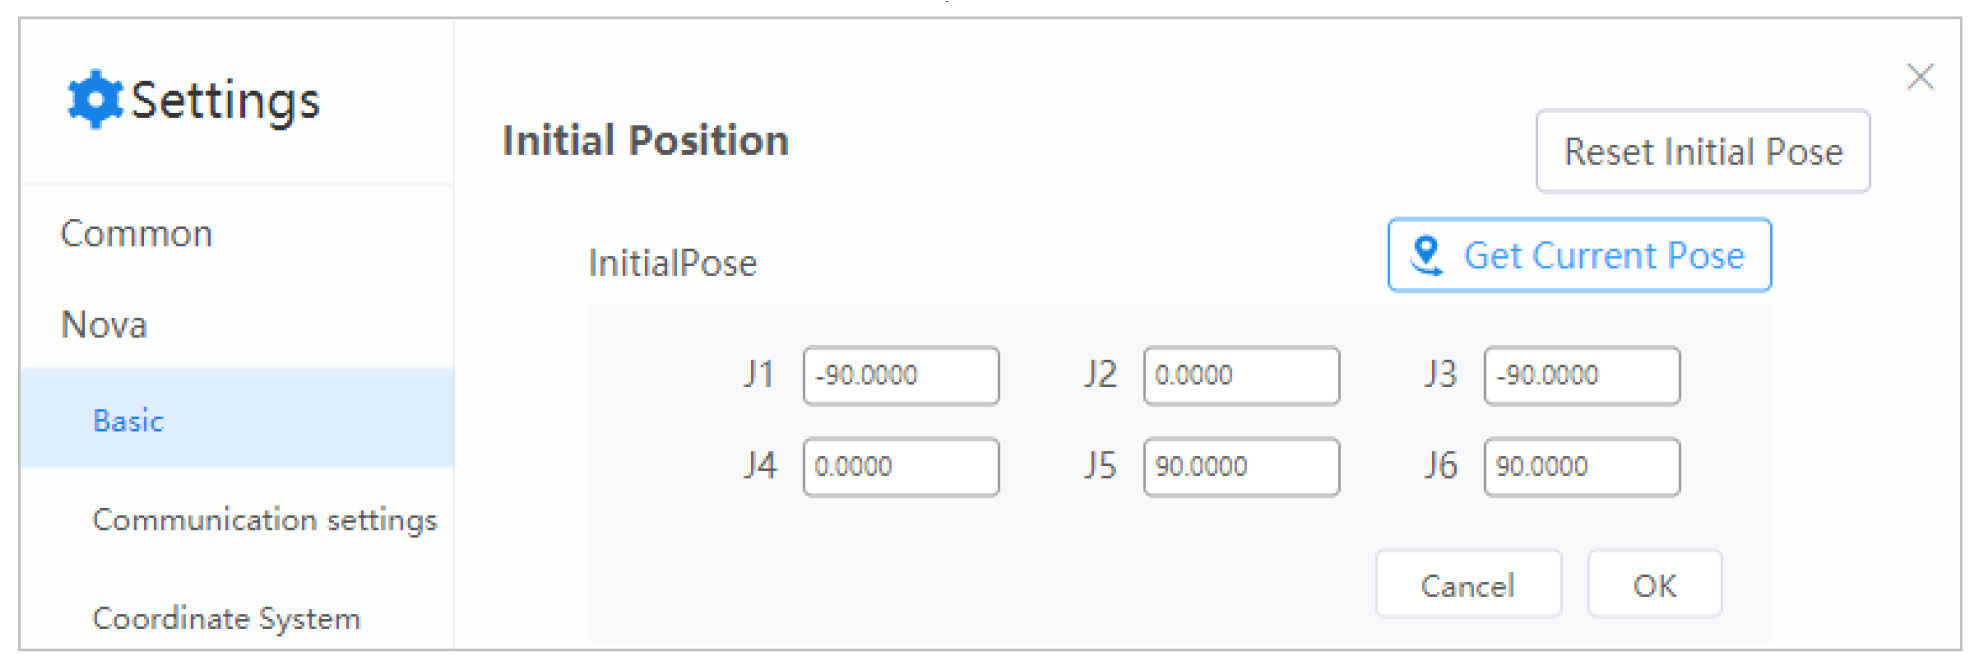 Settings
Common
Nova
Basic
Communication settings
Coordinate System
Initial Position
Reset Initial Pose
InitialPose
Get Current Pose
J1 -90.0000 J2 0.0000 J3 -90.0000
J4 0.0000 J5 90.0000 J6 90.0000
Cancel OK